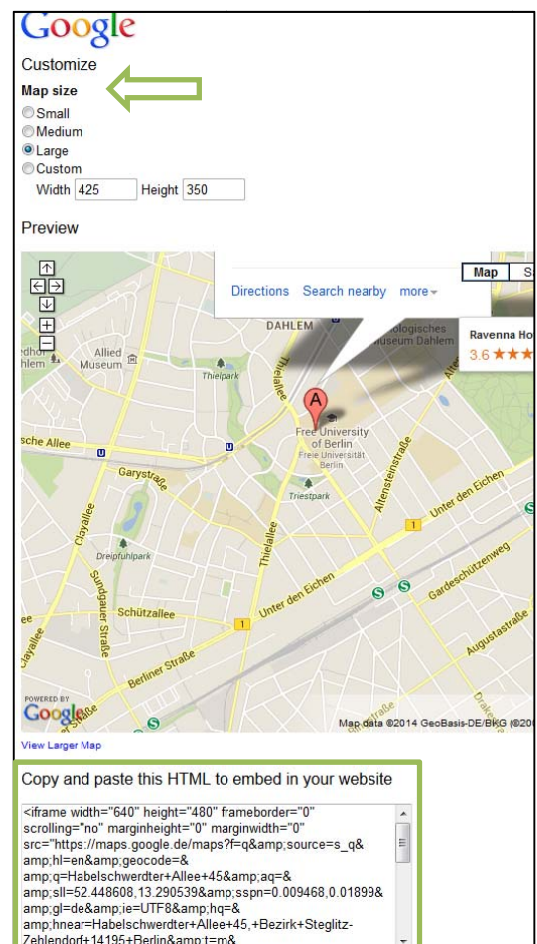 Google
Customize
Map size
Small
Medium
Large
Custom
Width 425 Height 350
Preview
Map
Directions Search nearby more
DAHLEM
Museum Dahlem
Ravenna
3.6
Allied
Museum
Thielpark
Thielallee
A
Free University
of Berlin
Freie Universität
Berlin
Garystraße
Triestpark
Altensteinstraße
Unter den Eichen
1
Clayallee
Dreipfuhlpark
Thielallee
Sundgauer Straße
Schützallee
Unter den Eichen
1
Gardeschützenweg
Augustastraße
Berliner Straße
POWERED BY
Google
Map data ©2014 GeoBasis-DE/BKG
View Larger Map
Copy and paste this HTML to embed in your website
<iframe width="640" height="480" frameborder="0"
scrolling="no" marginheight="0" marginwidth="0"
src="https://maps.google.de/maps?f=q&amp;source=s_q&
amp;hl=en&amp;geocode=&
amp;q=Habelschwerdter+Allee+45&amp;aq=&
amp;sll=52.448608,13.290539&amp;sspn=0.009468,0.01899&
amp;gl=de&amp;ie=UTF8&amp;hq=&
amp;hnear=Habelschwerdter+Allee+45,+Bezirk+Steglitz-
Zehlendorf+14195+Berlin&amp;t=m&